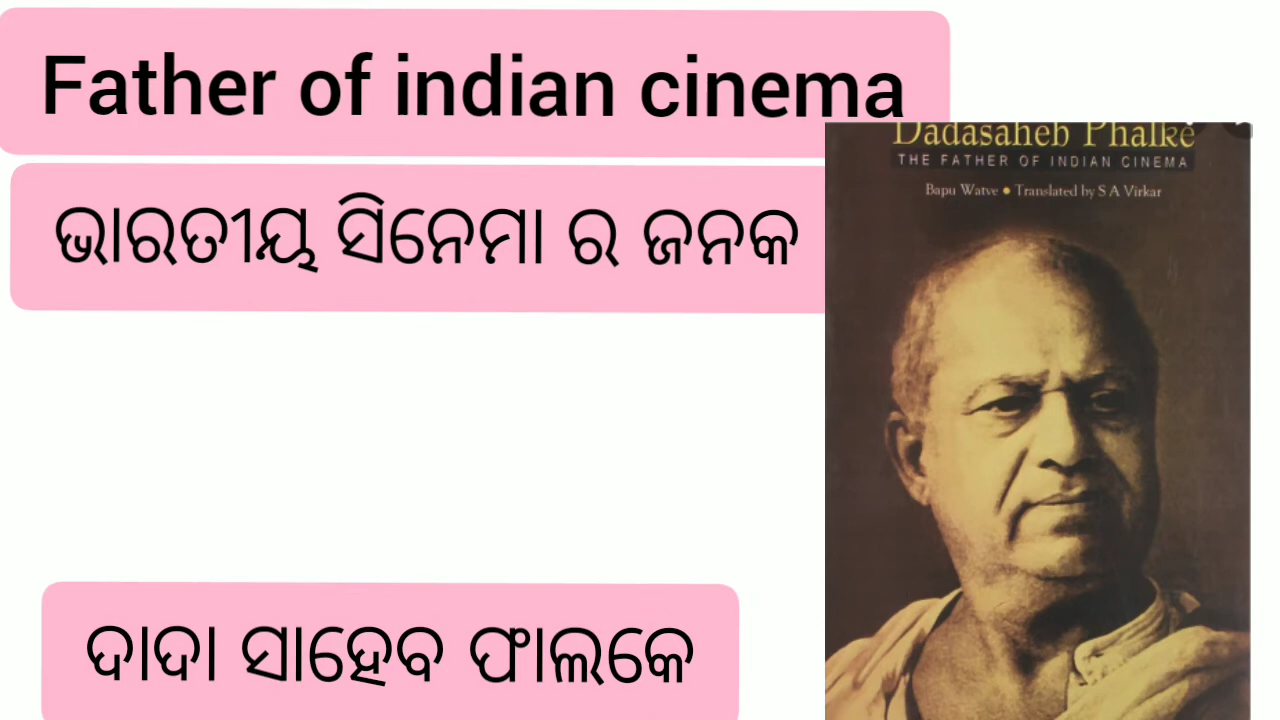 Father of indian cinema
ଭାରତୀୟ ସିନେମା ର ଜନକ
Dadasaheb Phalke
THE FATHER OF INDIAN CINEMA
Bapu Watve ● Translated by S A Virkar
ଦାଦା ସାହେବ ଫାଲକେ